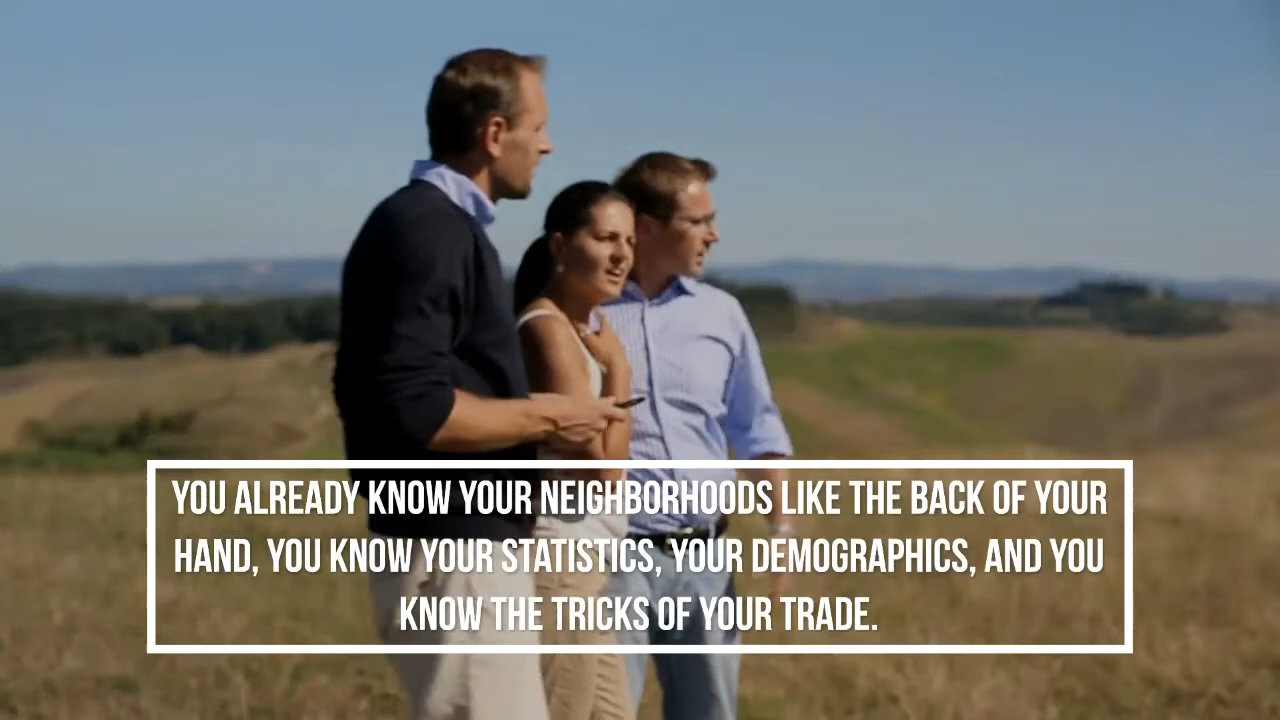 YOU ALREADY KNOW YOUR NEIGHBORHOODS LIKE THE BACK OF YOUR
HAND, YOU KNOW YOUR STATISTICS, YOUR DEMOGRAPHICS, AND YOU
KNOW THE TRICKS OF YOUR TRADE.